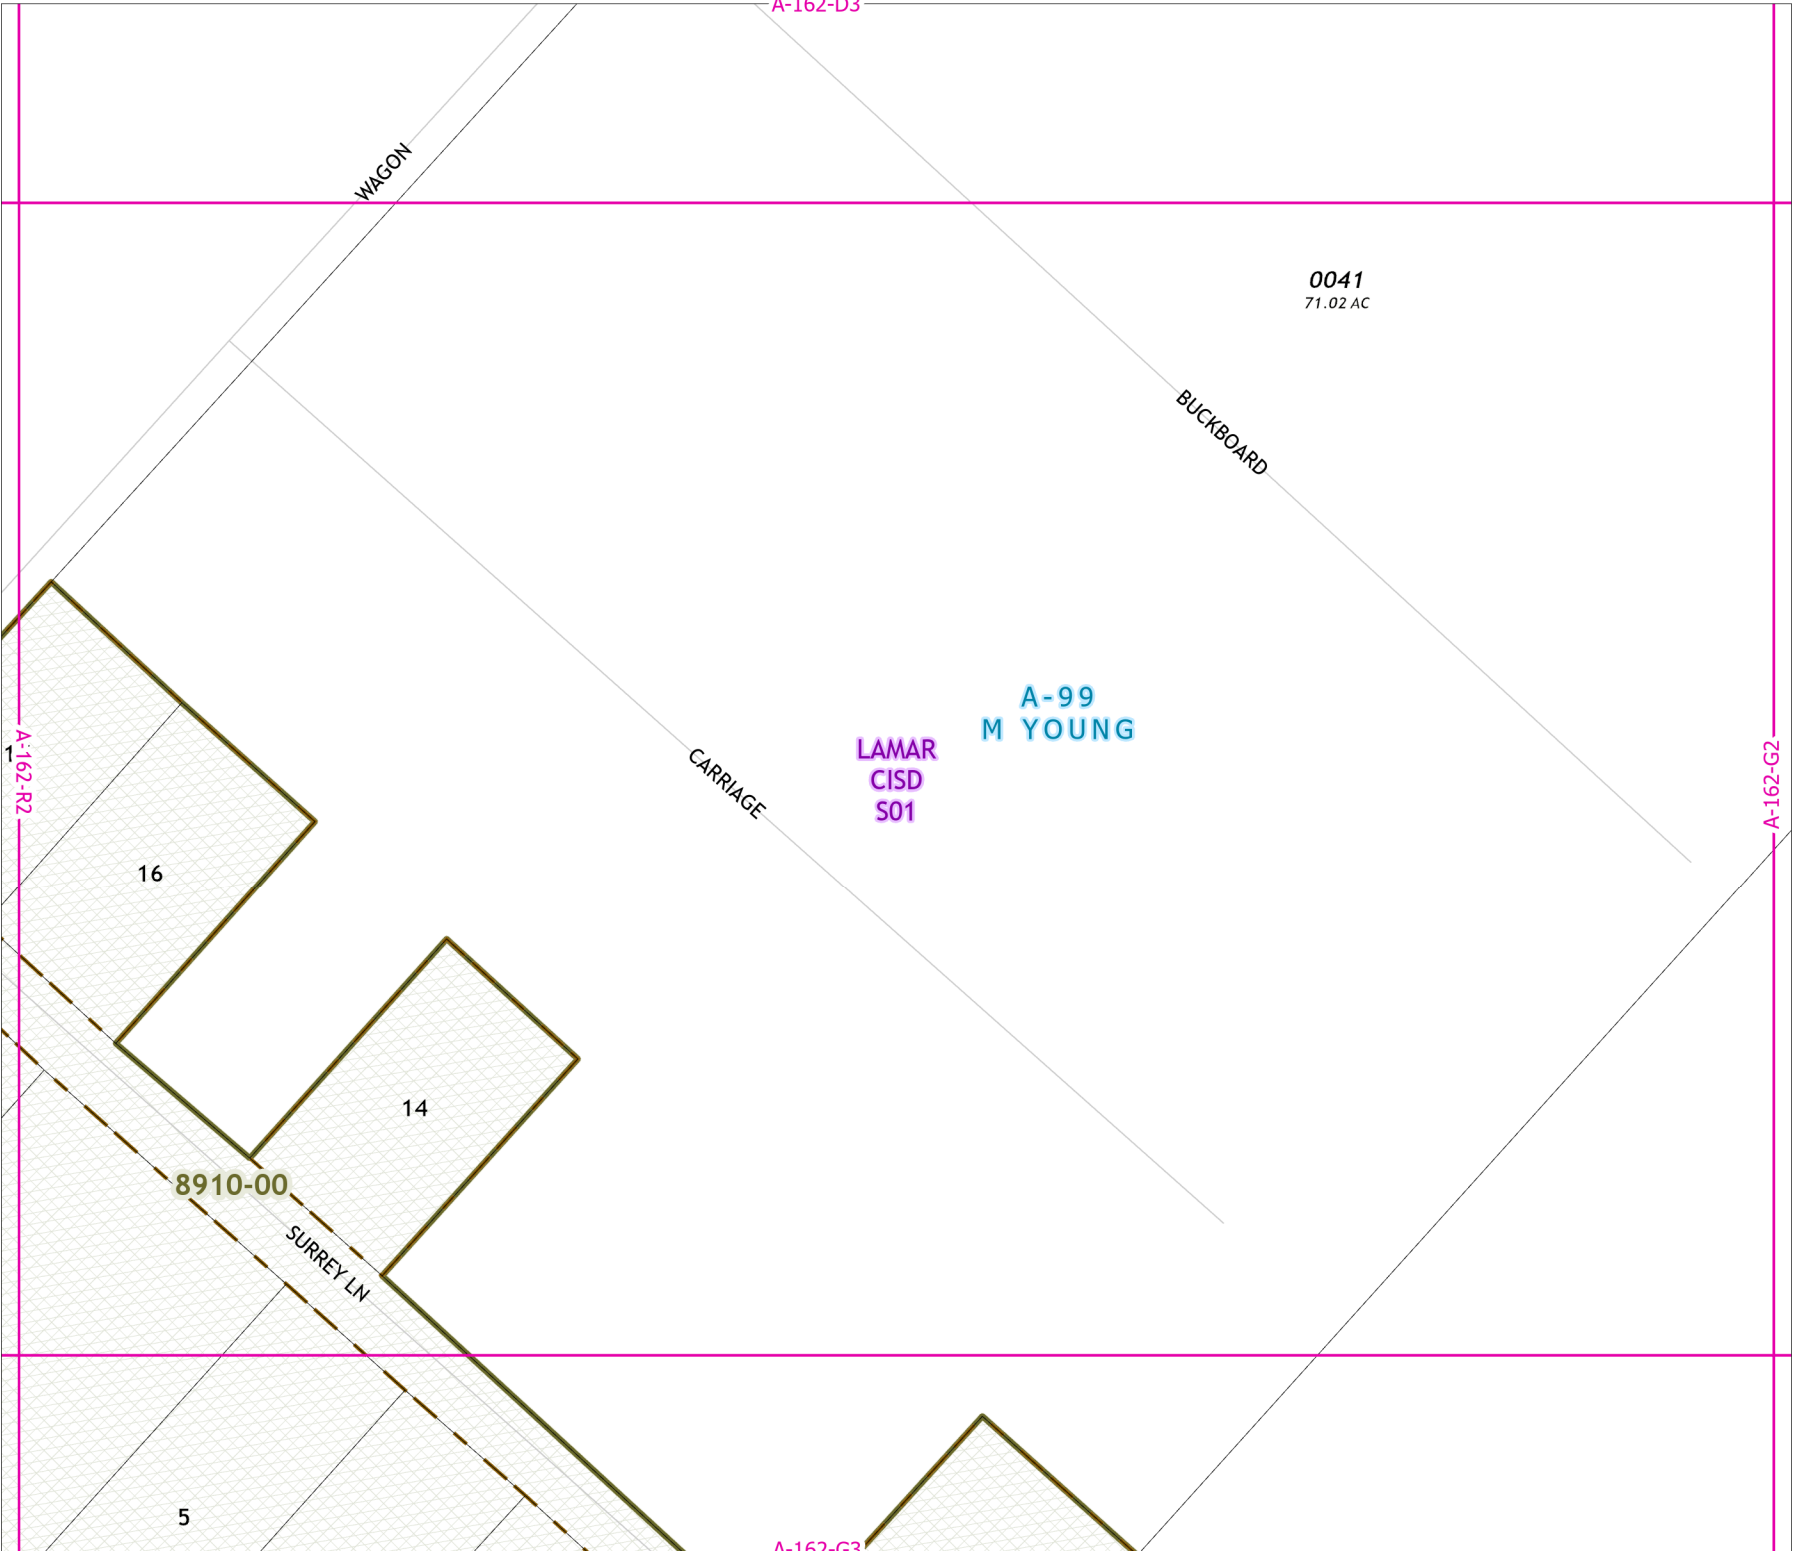 A-162-D3
WAGON
0041
71.02 AC
BUCKBOARD
A-99
M YOUNG
LAMAR
CISD
S01
CARRIAGE
A-162-R2
A-162-G2
1
16
14
8910-00
SURREY LN
5
A-162-G3